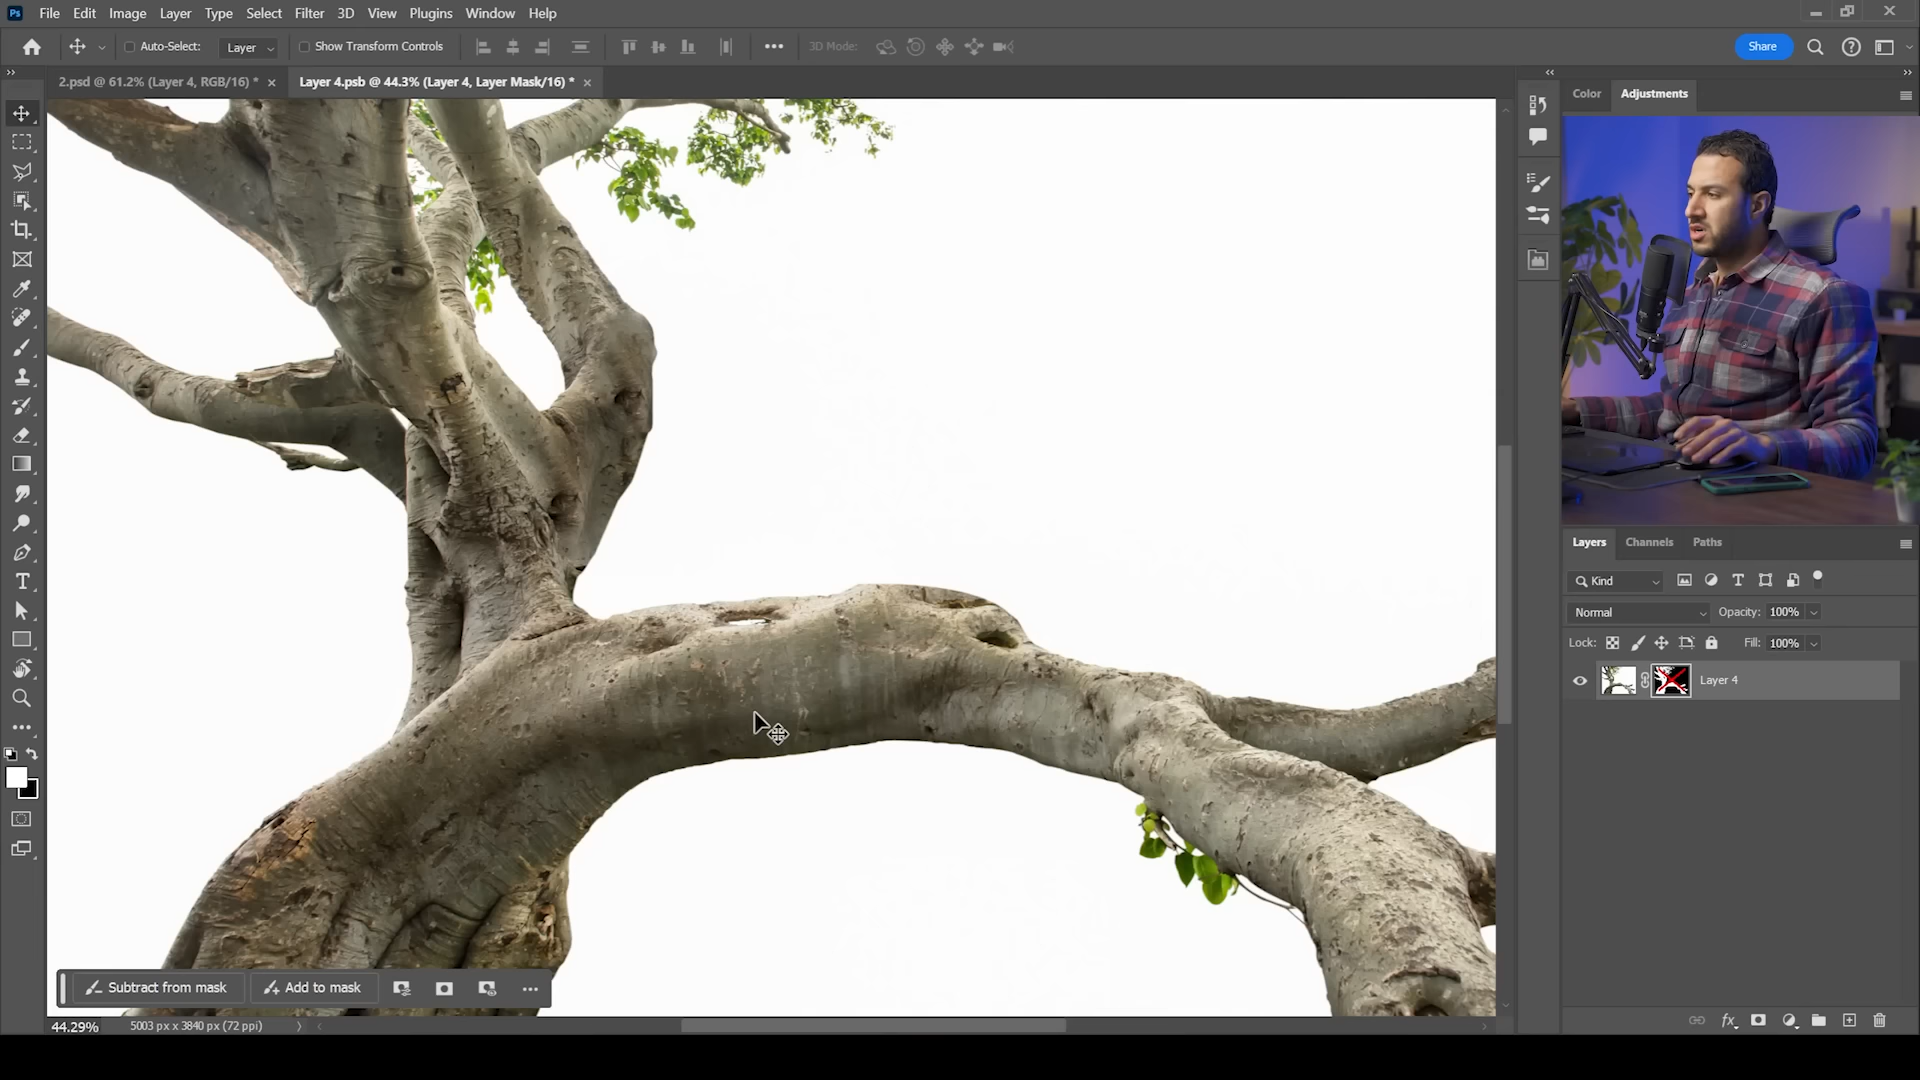 Ps File Edit Image Layer Type Select Filter 3D View Plugins Window Help
Auto-Select: Layer Show Transform Controls 3D Mode: Share
2.psd @ 61.2% (Layer 4, RGB/16) * Layer 4.psb @ 44.3% (Layer 4, Layer Mask/16) *
Color Adjustments
Layers Channels Paths
Kind
Normal Opacity: 100%
Lock: Fill: 100%
Layer 4
Subtract from mask Add to mask
44.29% 5003 px x 3840 px (72 ppi)
fx